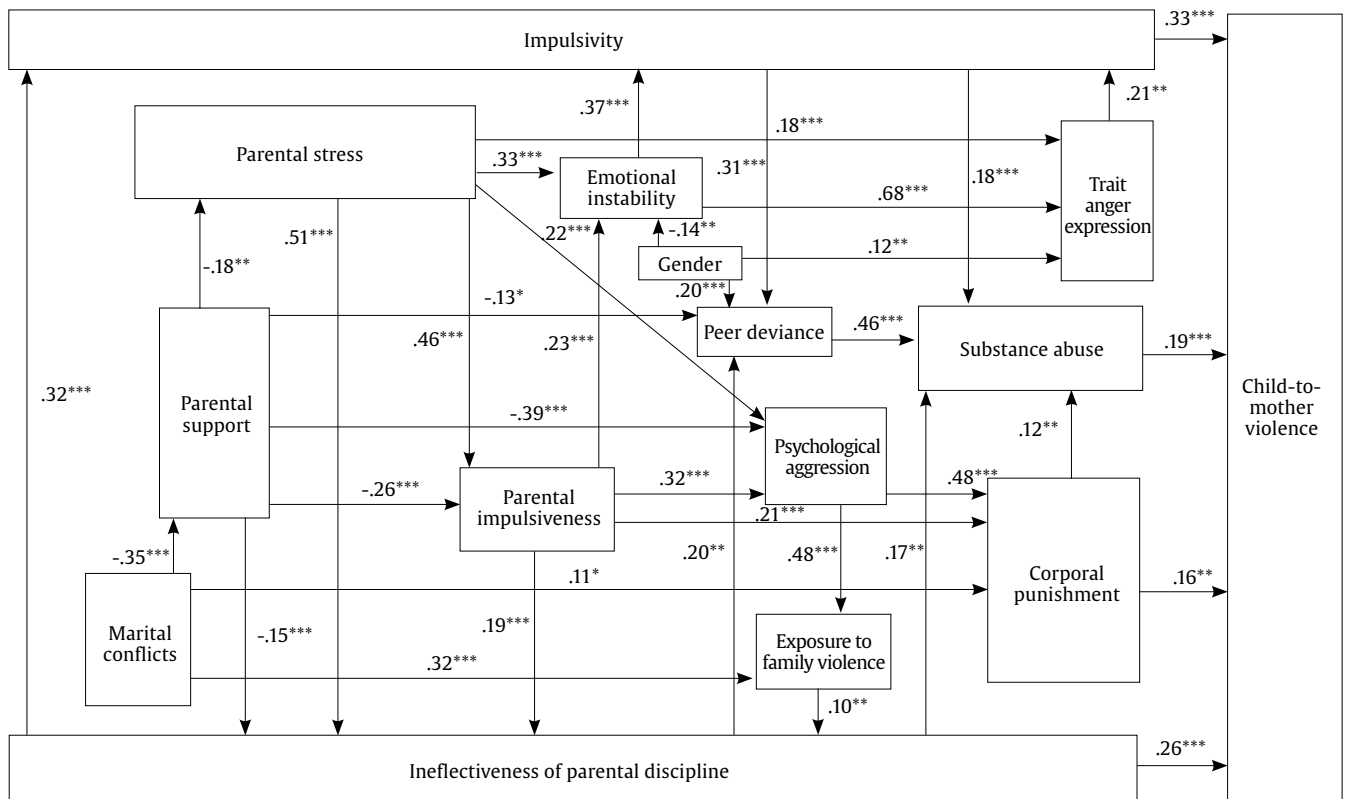 Impulsivity
.33***
.37***
.21**
Parental stress
.18***
.33***
Emotional
instability
.31***
.18***
Trait
anger
expression
.68***
.51***
.22***
-.14**
Gender
.12**
-.18**
.20***
-.13*
Peer deviance
.46***
Substance abuse
.19***
.46***
.23***
.32***
Parental
support
-.39***
Psychological
aggression
.12**
Child-to-
mother
violence
-.26***
Parental
impulsiveness
.32***
.48***
.21***
-.35***
.20**
.48***
.17**
Corporal
punishment
.16**
.11*
Marital
conflicts
-.15***
.19***
Exposure to
family violence
.32***
.10**
Ineflectiveness of parental discipline
.26***